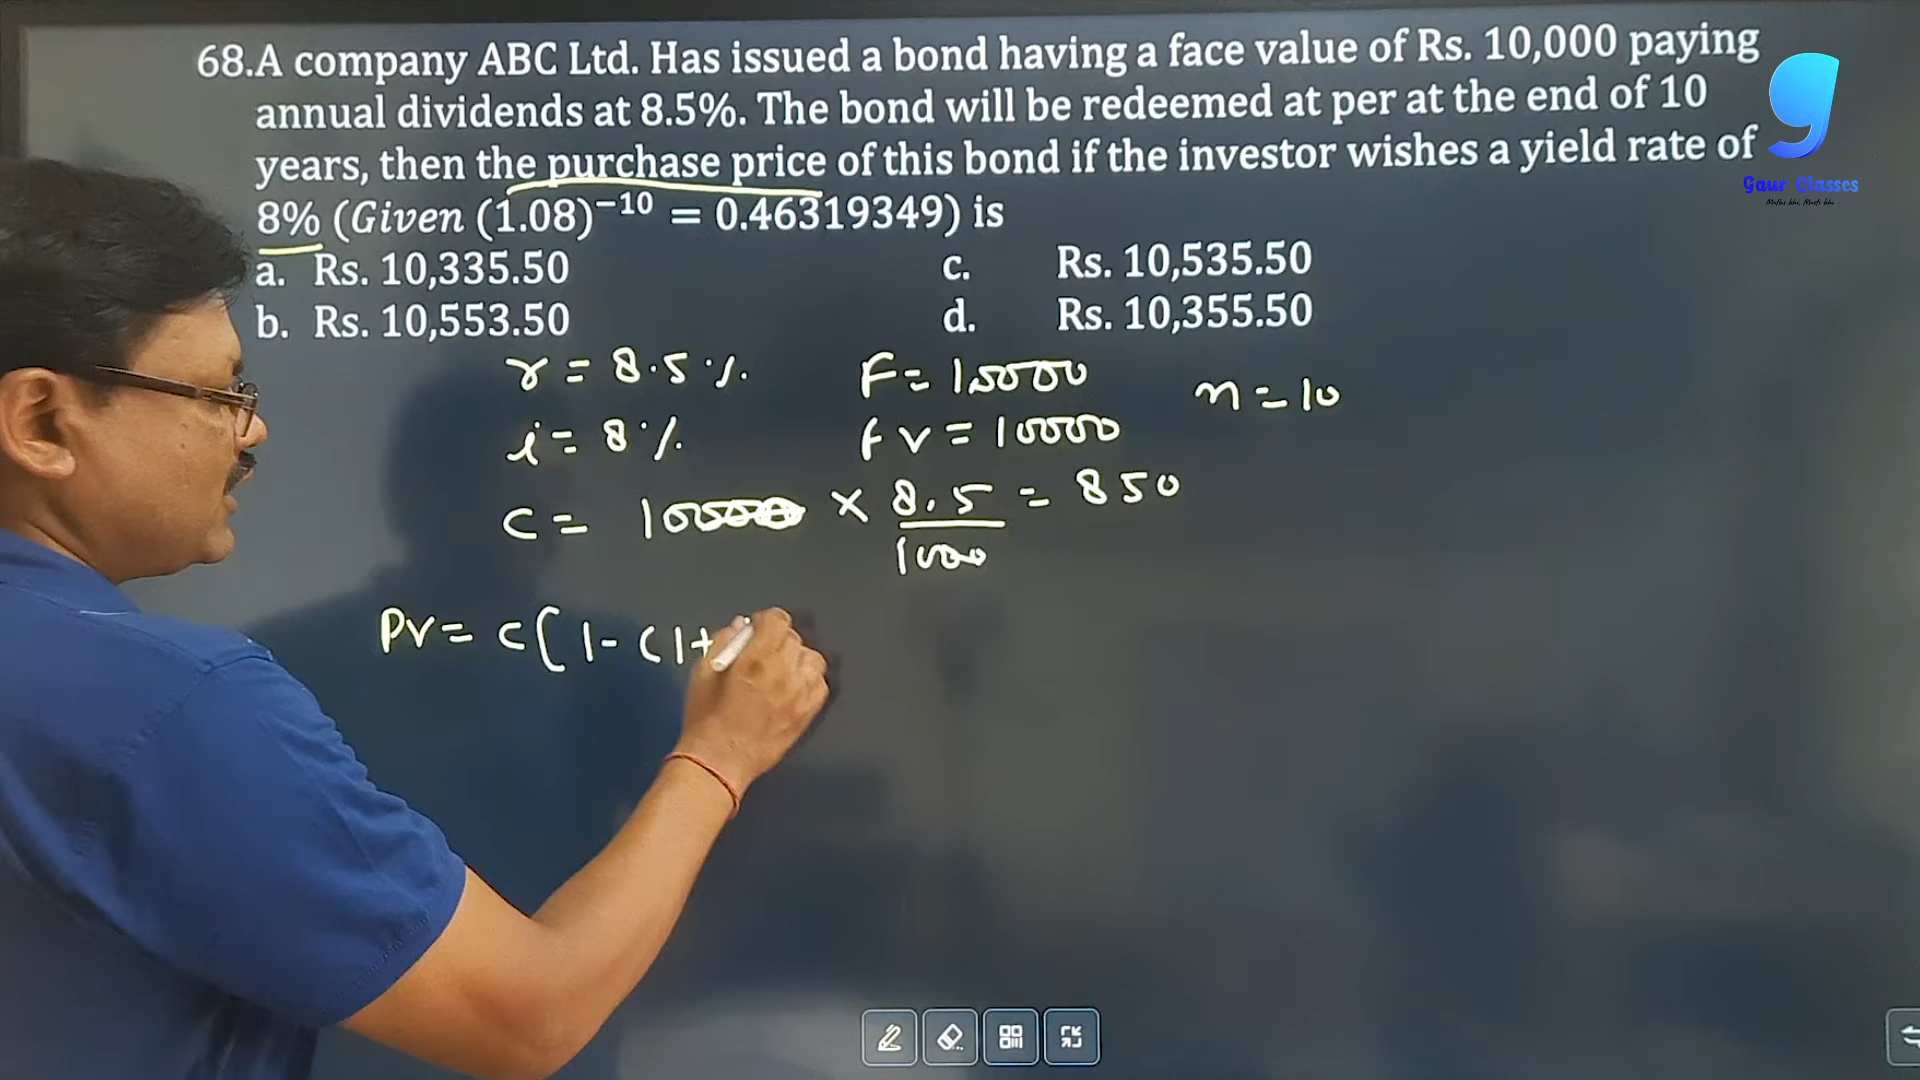 68.A company ABC Ltd. Has issued a bond having a face value of Rs. 10,000 paying
annual dividends at 8.5%. The bond will be redeemed at per at the end of 10
years, then the purchase price of this bond if the investor wishes a yield rate of
8% (Given (1.08)⁻¹⁰ = 0.46319349) is
a. Rs. 10,335.50 c. Rs. 10,535.50
b. Rs. 10,553.50 d. Rs. 10,355.50
g
Gaur Classes
r = 8.5% F = 10000 n = 10
i = 8% FV = 10000
C = 10000 × 8.5/1000 = 850
PV = C[1-(1+